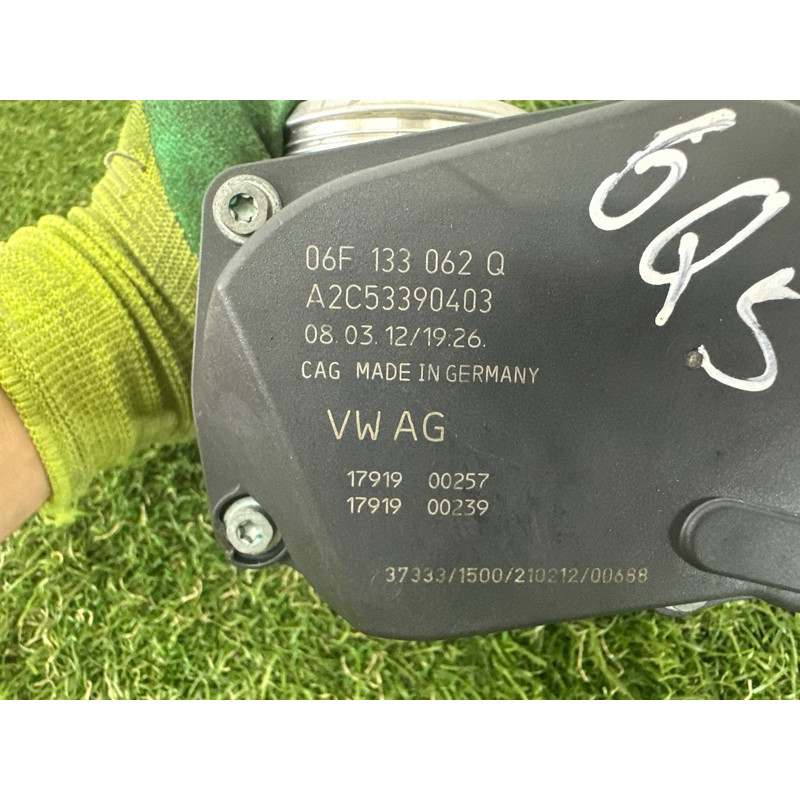 6Q5
06F 133 062 Q
A2C53390403
08.03.12/19:26.
CAG MADE IN GERMANY
VW AG
17919 00257
17919 00239
37333/1500/210212/00688